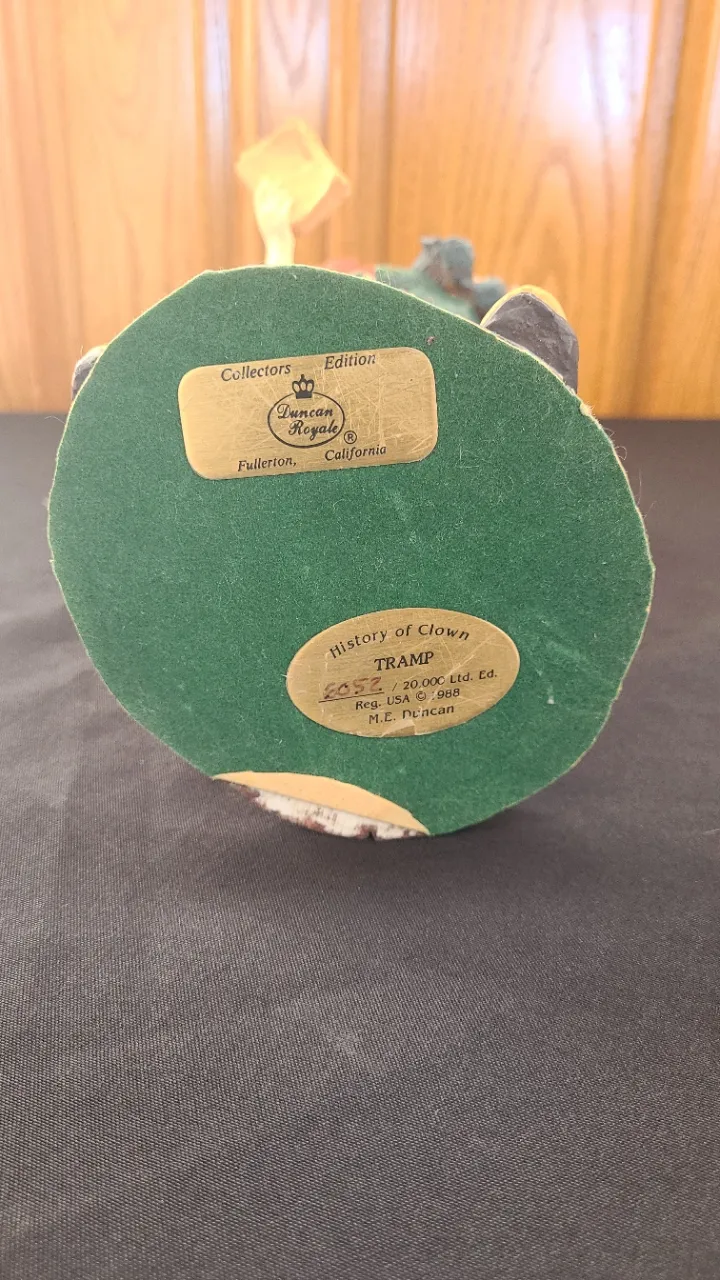 Collectors Edition
Duncan
Royale ®
Fullerton, California
History of Clown
TRAMP
8052 / 20,000 Ltd. Ed.
Reg. USA © 1988
M.E. Duncan